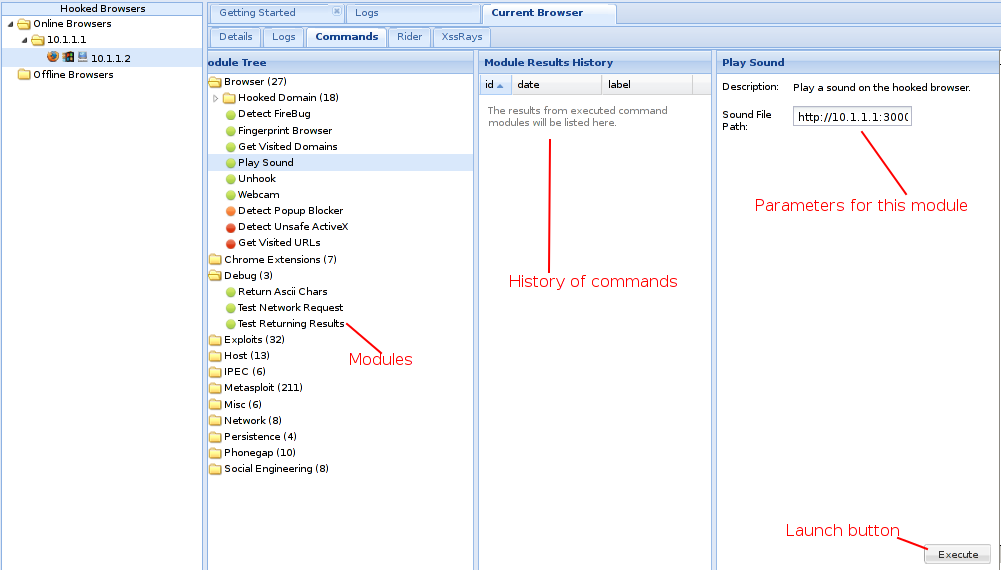 Hooked Browsers
Online Browsers
10.1.1.1
10.1.1.2
Offline Browsers
Getting Started
Logs
Current Browser
Details
Logs
Commands
Rider
XssRays
odule Tree
Browser (27)
Hooked Domain (18)
Detect FireBug
Fingerprint Browser
Get Visited Domains
Play Sound
Unhook
Webcam
Detect Popup Blocker
Detect Unsafe ActiveX
Get Visited URLs
Chrome Extensions (7)
Debug (3)
Return Ascii Chars
Test Network Request
Test Returning Results
Exploits (32)
Host (13)
IPEC (6)
Metasploit (211)
Misc (6)
Network (8)
Persistence (4)
Phonegap (10)
Social Engineering (8)
Modules
Module Results History
id date label
The results from executed command
modules will be listed here.
History of commands
Play Sound
Description: Play a sound on the hooked browser.
Sound File
Path:
http://10.1.1.1:3000
Parameters for this module
Launch button
Execute